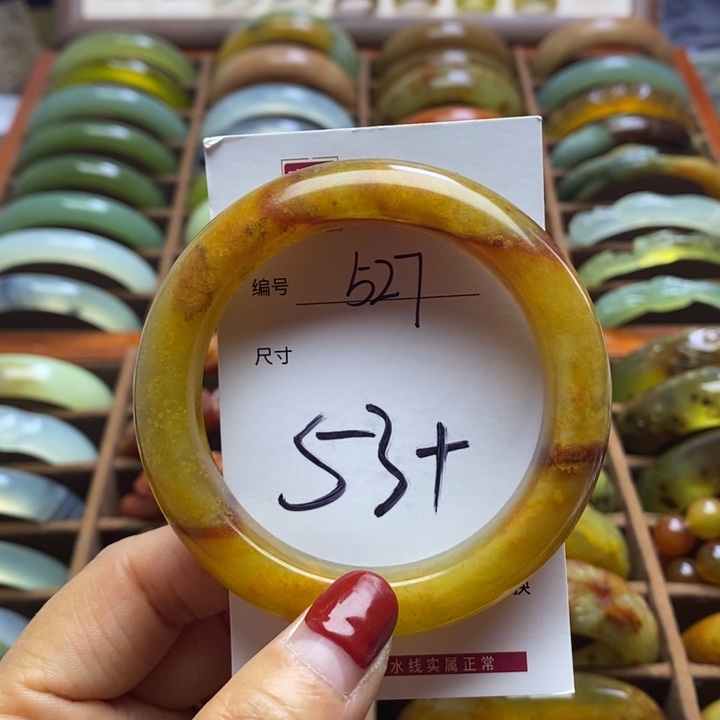 编号 527
尺寸
53+
水线实属正常